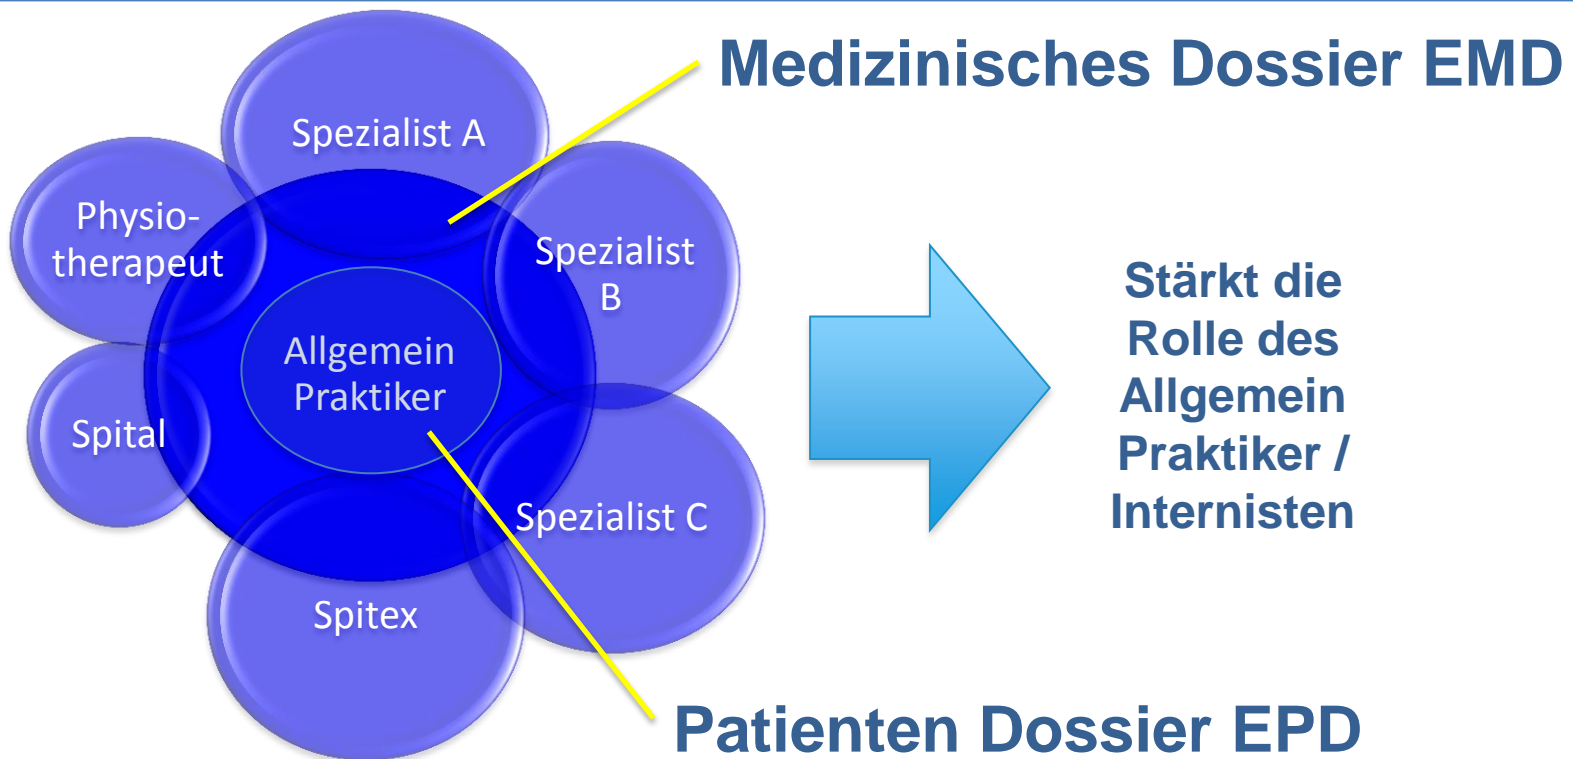 Medizinisches Dossier EMD
Spezialist A
Physio-
therapeut
Spezialist
B
Allgemein
Praktiker
Spital
Spezialist C
Spitex
Stärkt die
Rolle des
Allgemein
Praktiker /
Internisten
Patienten Dossier EPD